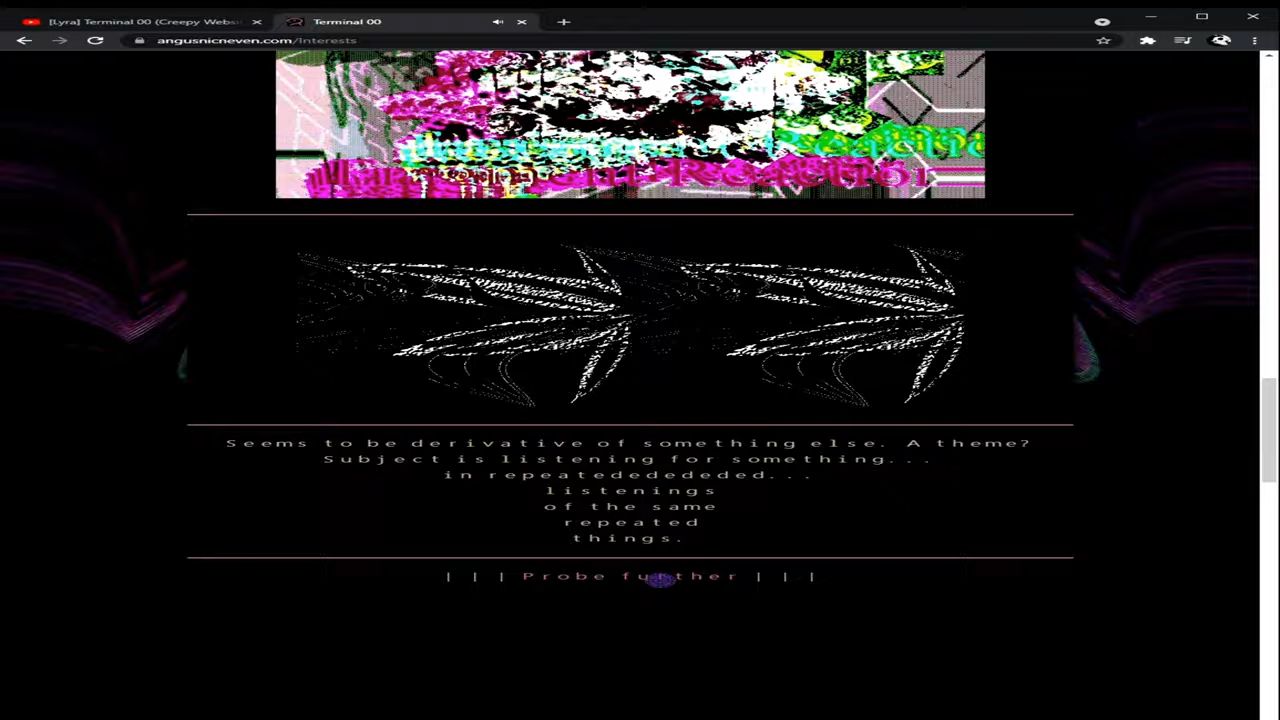 [Lyra] Terminal 00 (Creepy Webs
Terminal 00
angusnicneven.com/Interests
Seems to be derivative of something else. A theme?
Subject is listening for something...
in repeatedededed...
listenings
of the same
repeated
things.
| | | Probe further | | |